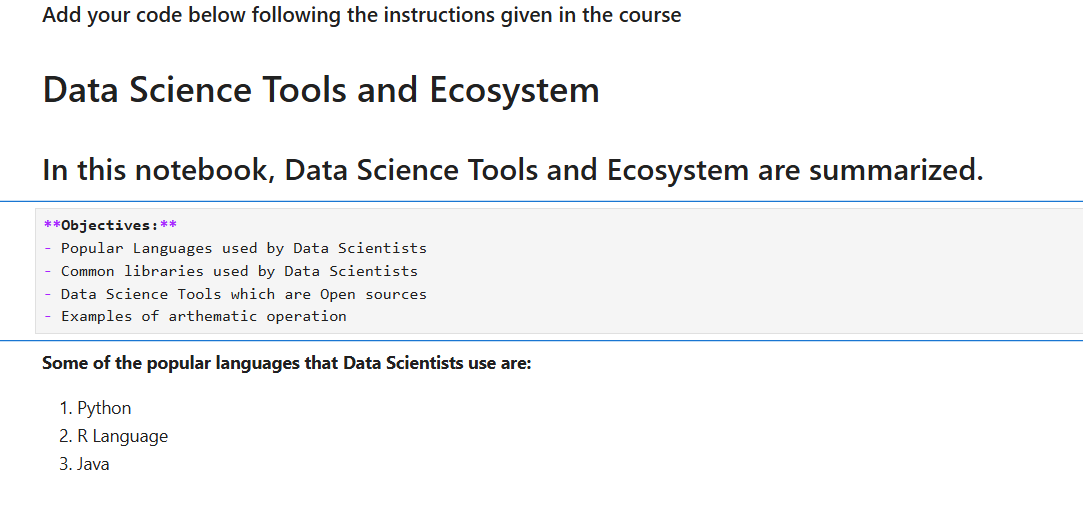 Add your code below following the instructions given in the course
Data Science Tools and Ecosystem
In this notebook, Data Science Tools and Ecosystem are summarized.
**Objectives:**
- Popular Languages used by Data Scientists
- Common libraries used by Data Scientists
- Data Science Tools which are Open sources
- Examples of arthematic operation
Some of the popular languages that Data Scientists use are:
1. Python
2. R Language
3. Java